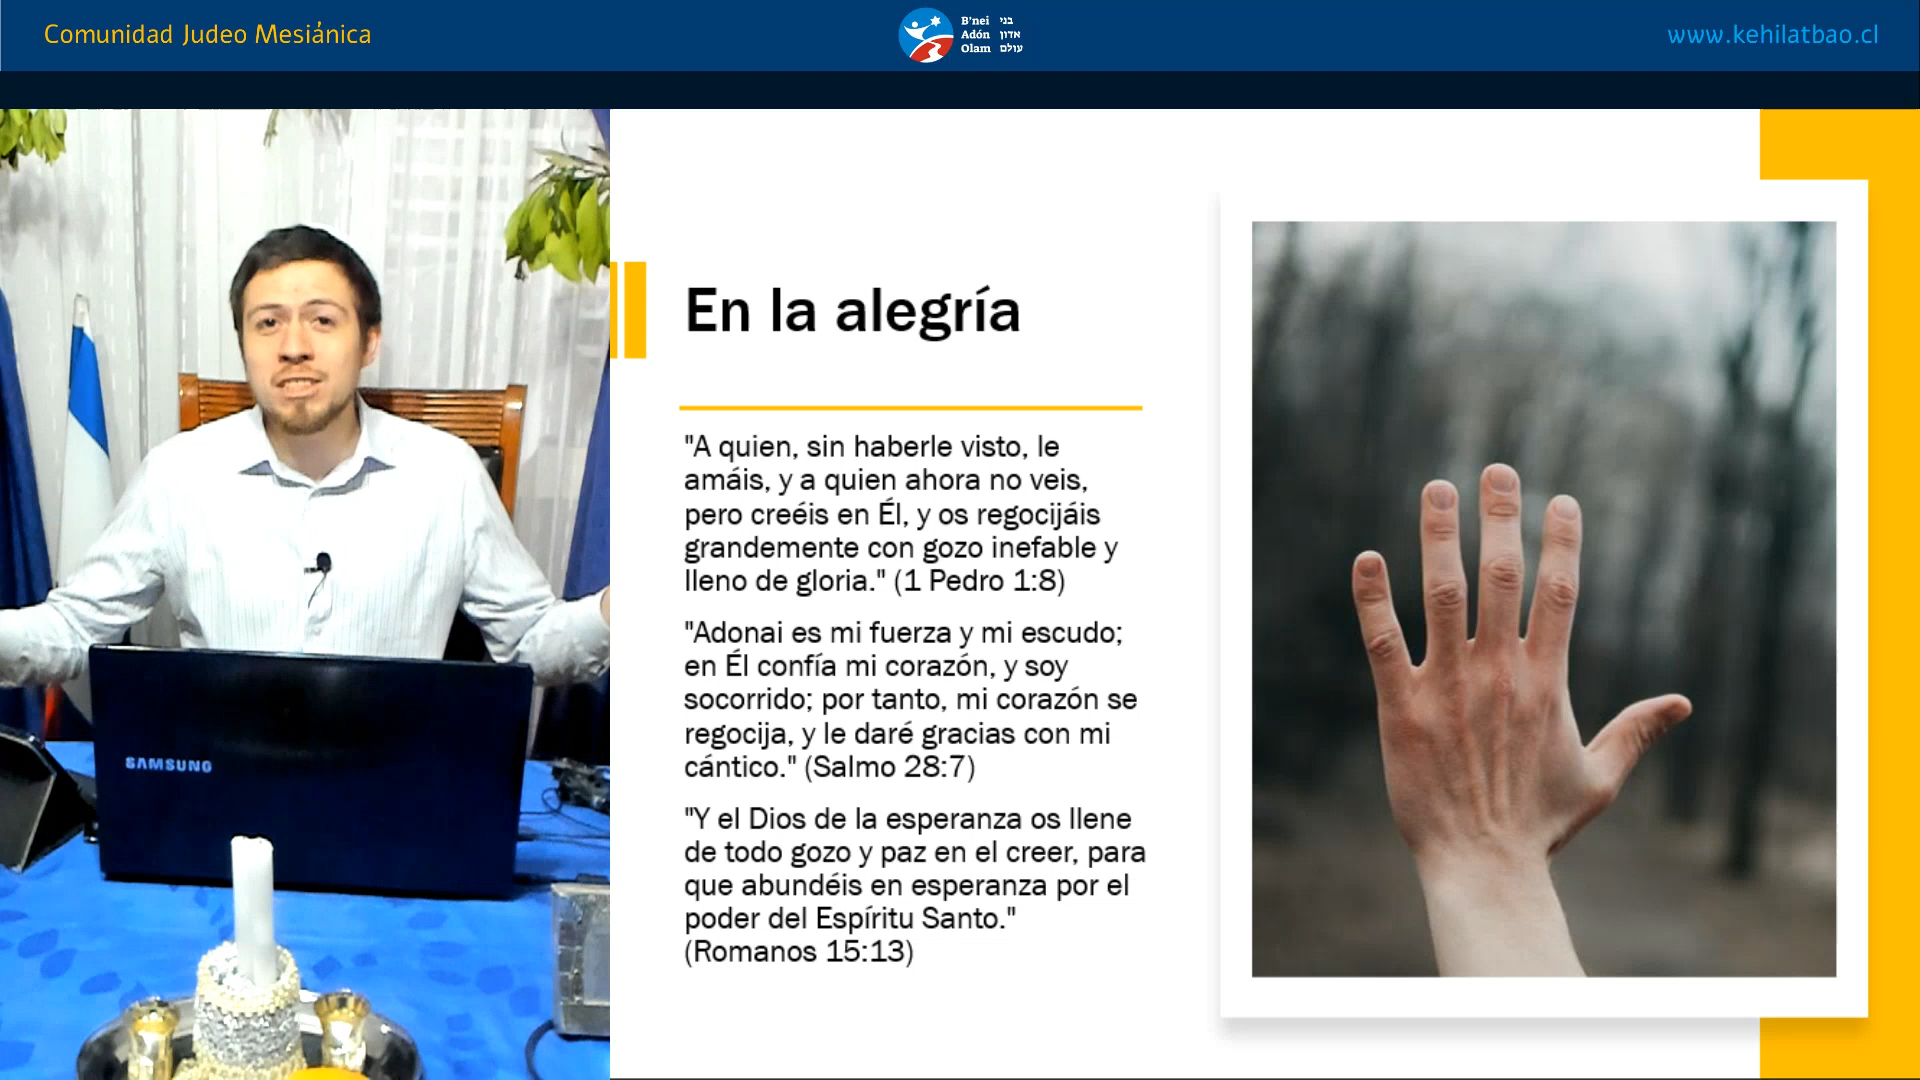 Comunidad Judeo Mesiánica
B'nei
Adón
Olam
בני
אדון
עולם
www.kehilatbao.cl
En la alegría
"A quien, sin haberle visto, le
amáis, y a quien ahora no veis,
pero creéis en Él, y os regocijáis
grandemente con gozo inefable y
lleno de gloria." (1 Pedro 1:8)
"Adonai es mi fuerza y mi escudo;
en Él confía mi corazón, y soy
socorrido; por tanto, mi corazón se
regocija, y le daré gracias con mi
cántico." (Salmo 28:7)
"Y el Dios de la esperanza os llene
de todo gozo y paz en el creer, para
que abundéis en esperanza por el
poder del Espíritu Santo."
(Romanos 15:13)
SAMSUNG